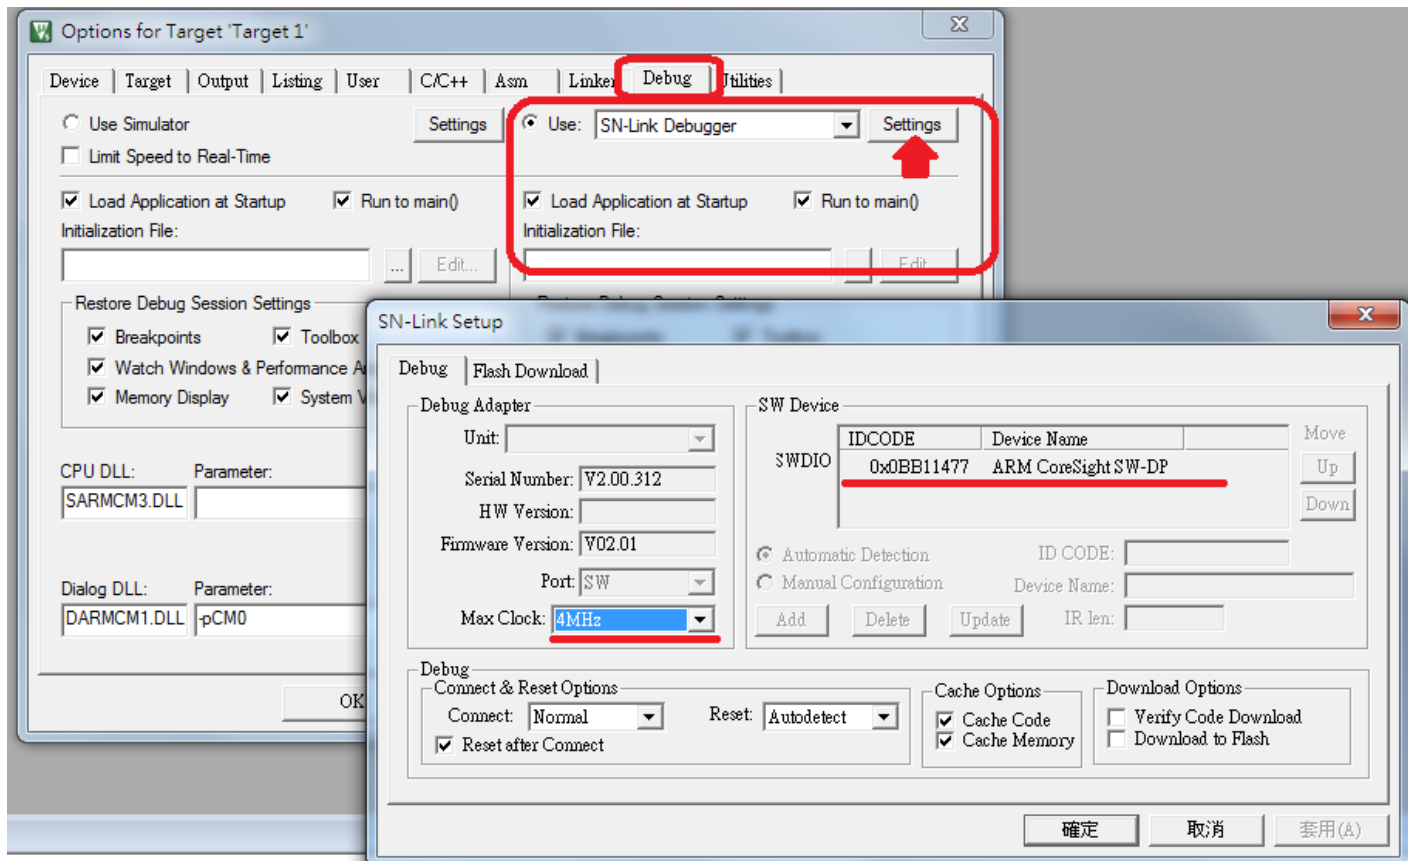 Options for Target 'Target 1'
Device Target Output Listing User C/C++ Asm Linker Debug Utilities
Use Simulator Settings Use: SN-Link Debugger Settings
Limit Speed to Real-Time
Load Application at Startup Run to main() Load Application at Startup Run to main()
Initialization File: Initialization File:
... Edit... Edit...
Restore Debug Session Settings
Breakpoints Toolbox
Watch Windows & Performance A
Memory Display System V
CPU DLL: Parameter:
SARMCM3.DLL
Dialog DLL: Parameter:
DARMCM1.DLL -pCM0
OK
SN-Link Setup
Debug Flash Download
Debug Adapter
Unit:
Serial Number: V2.00.312
HW Version:
Firmware Version: V02.01
Port: SW
Max Clock: 4MHz
SW Device
IDCODE Device Name
SWDIO 0x0BB11477 ARM CoreSight SW-DP
Move
Up
Down
Automatic Detection ID CODE:
Manual Configuration Device Name:
Add Delete Update IR len:
Debug
Connect & Reset Options
Connect: Normal Reset: Autodetect
Reset after Connect
Cache Options
Cache Code
Cache Memory
Download Options
Verify Code Download
Download to Flash
確定 取消 套用(A)